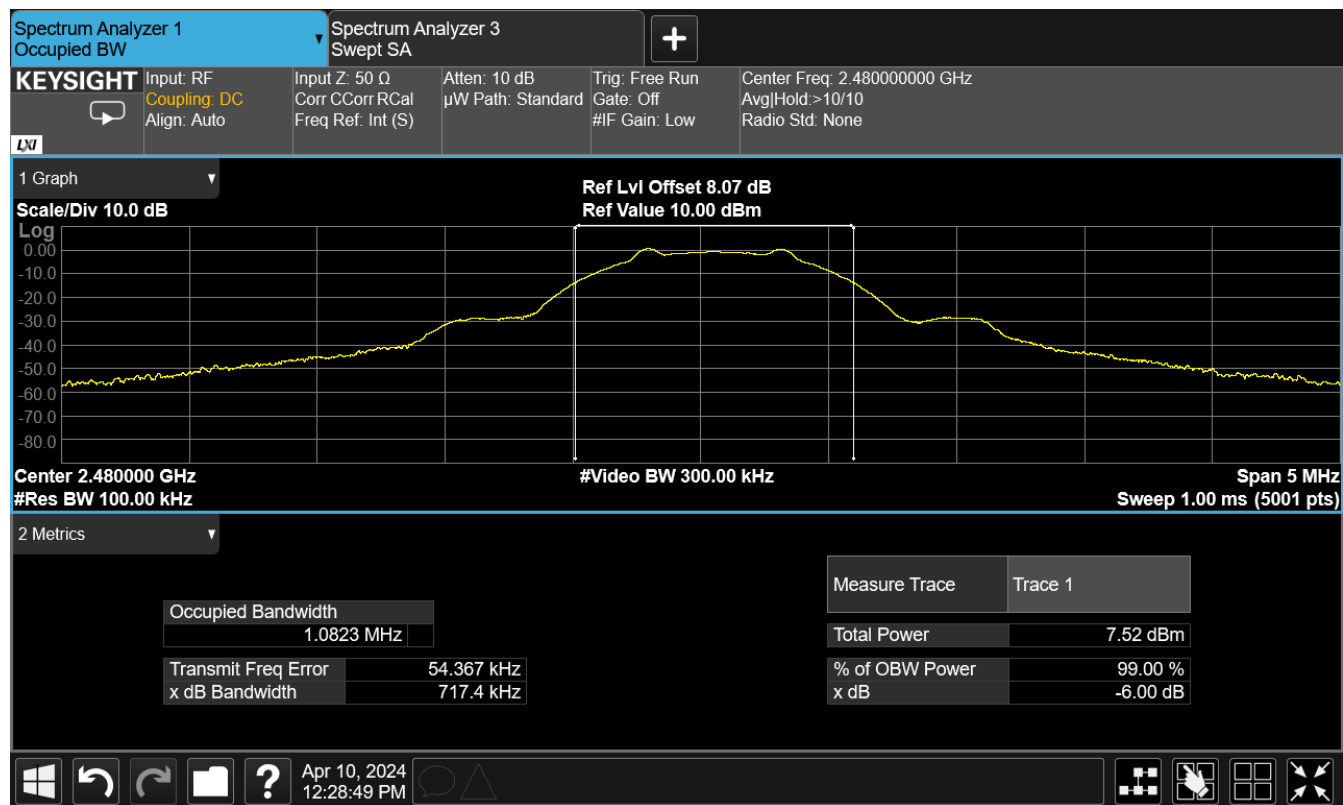 Spectrum Analyzer 1
Occupied BW
▼
Spectrum Analyzer 3
Swept SA
+
KEYSIGHT
LXI
Input: RF
Coupling: DC
Align: Auto
Input Z: 50 Ω
Corr CCorr RCal
Freq Ref: Int (S)
Atten: 10 dB
µW Path: Standard
Trig: Free Run
Gate: Off
#IF Gain: Low
Center Freq: 2.480000000 GHz
Avg|Hold:>10/10
Radio Std: None
1 Graph ▼
Scale/Div 10.0 dB
Ref Lvl Offset 8.07 dB
Ref Value 10.00 dBm
Log
0.00
-10.0
-20.0
-30.0
-40.0
-50.0
-60.0
-70.0
-80.0
Center 2.480000 GHz
#Res BW 100.00 kHz
#Video BW 300.00 kHz
Span 5 MHz
Sweep 1.00 ms (5001 pts)
2 Metrics ▼
Occupied Bandwidth
1.0823 MHz
Transmit Freq Error 54.367 kHz
x dB Bandwidth 717.4 kHz
Measure Trace Trace 1
Total Power 7.52 dBm
% of OBW Power 99.00 %
x dB -6.00 dB
?
Apr 10, 2024
12:28:49 PM